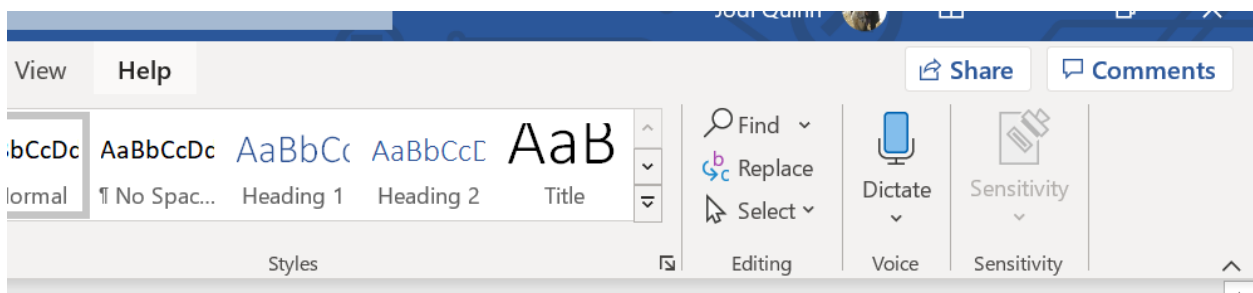 View Help Share Comments
AaBbCcDc AaBbCc AaBbCcD AaB
Normal ¶ No Spac... Heading 1 Heading 2 Title
Find
b
c Replace
Select
Dictate
Sensitivity
Styles Editing Voice Sensitivity